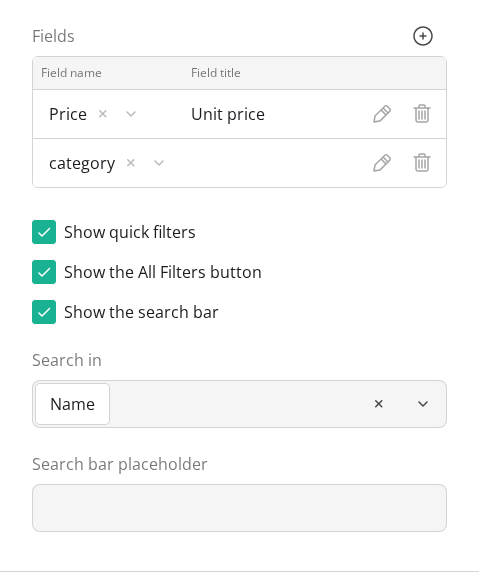 Fields
Field name Field title
Price Unit price
category
Show quick filters
Show the All Filters button
Show the search bar
Search in
Name
Search bar placeholder